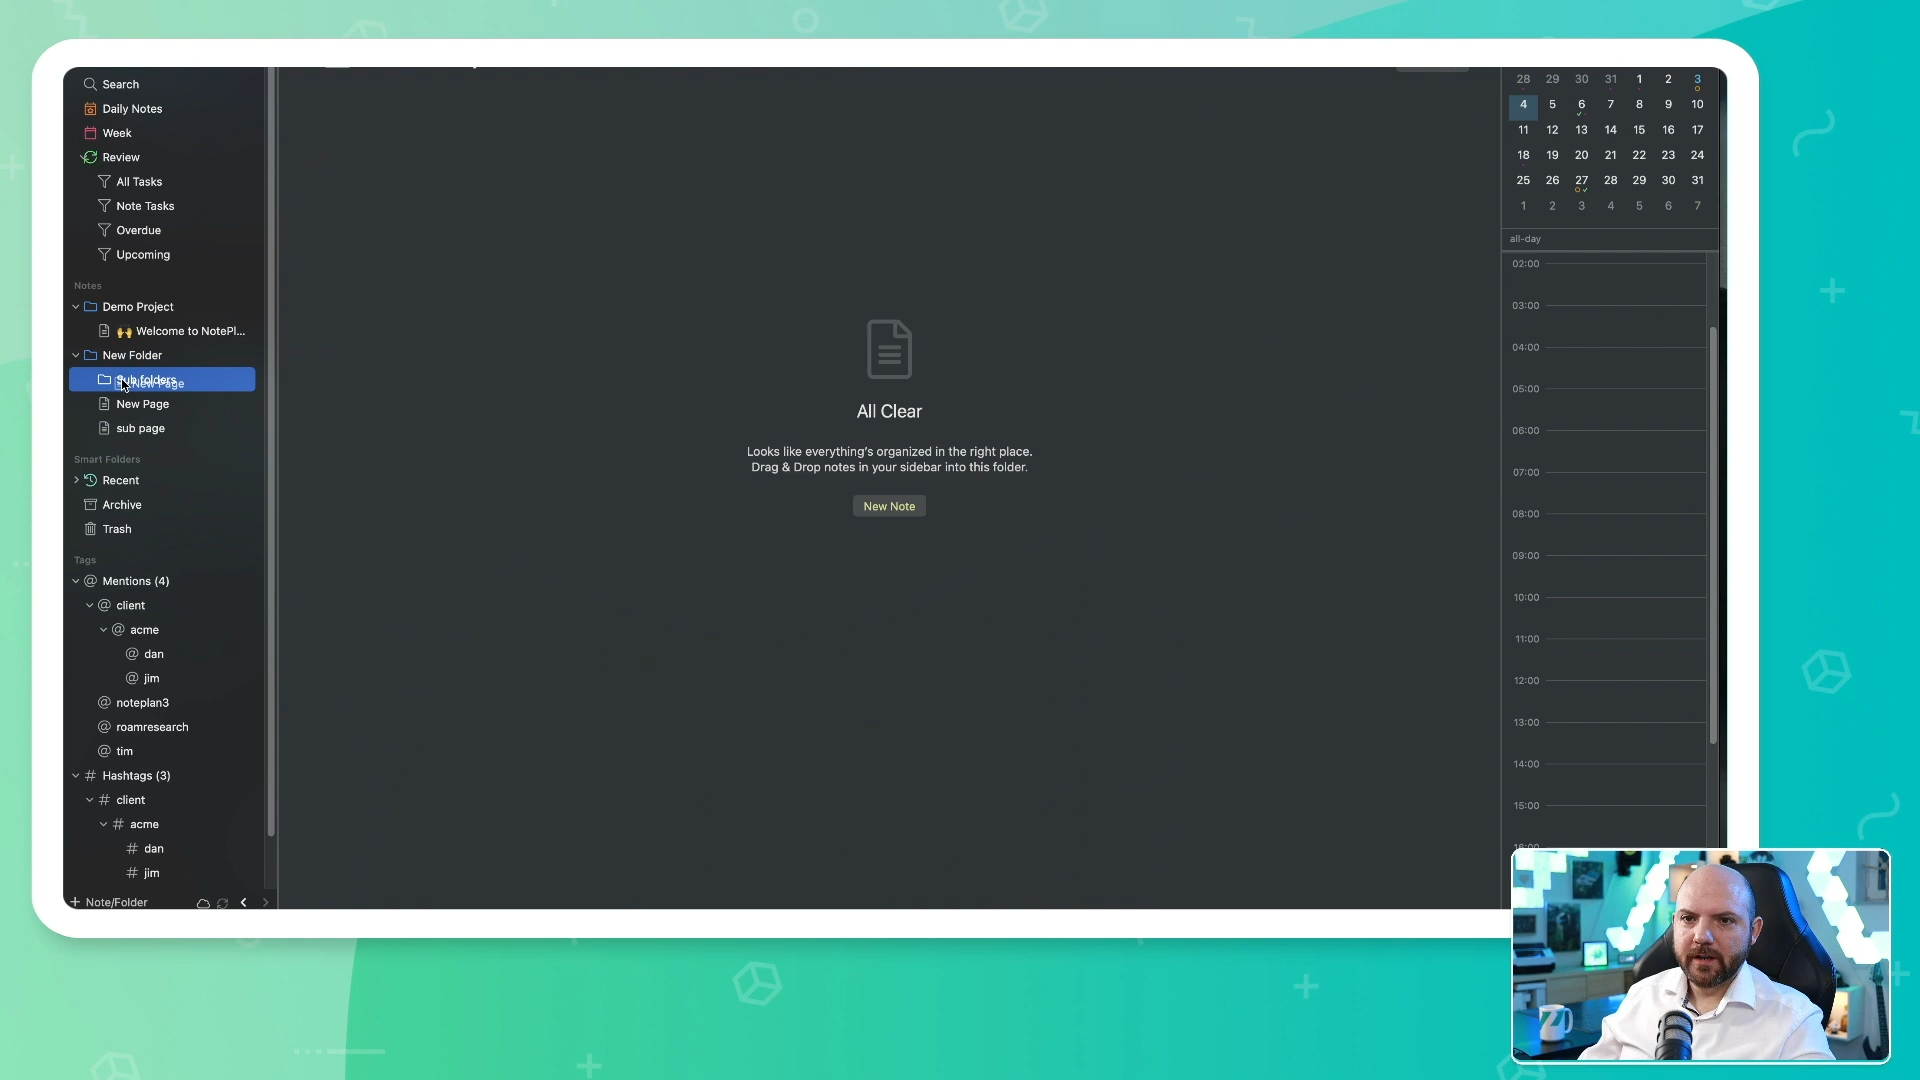 Search
Daily Notes
Week
Review
All Tasks
Note Tasks
Overdue
Upcoming
Notes
Demo Project
🙌 Welcome to NotePl...
New Folder
Sub folders
New Page
New Page
sub page
Smart Folders
Recent
Archive
Trash
Tags
Mentions (4)
@ client
@ acme
@ dan
@ jim
@ noteplan3
@ roamresearch
@ tim
# Hashtags (3)
# client
# acme
# dan
# jim
+ Note/Folder
All Clear
Looks like everything's organized in the right place.
Drag & Drop notes in your sidebar into this folder.
New Note
28 29 30 31 1 2 3
4 5 6 7 8 9 10
11 12 13 14 15 16 17
18 19 20 21 22 23 24
25 26 27 28 29 30 31
1 2 3 4 5 6 7
all-day
02:00
03:00
04:00
05:00
06:00
07:00
08:00
09:00
10:00
11:00
12:00
13:00
14:00
15:00
16:00